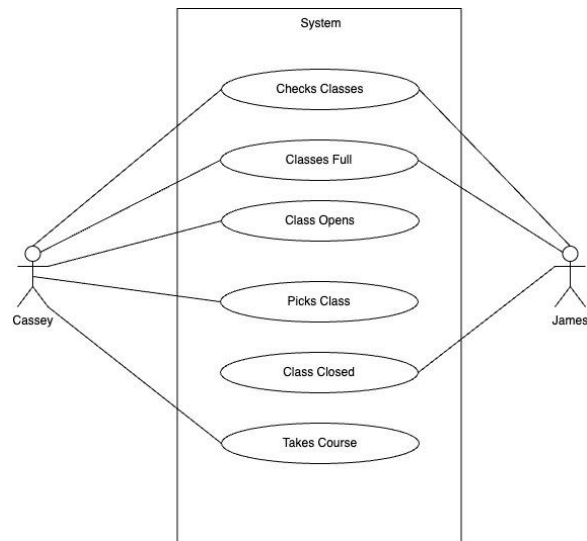 System
Checks Classes
Classes Full
Class Opens
Picks Class
Cassey
James
Class Closed
Takes Course